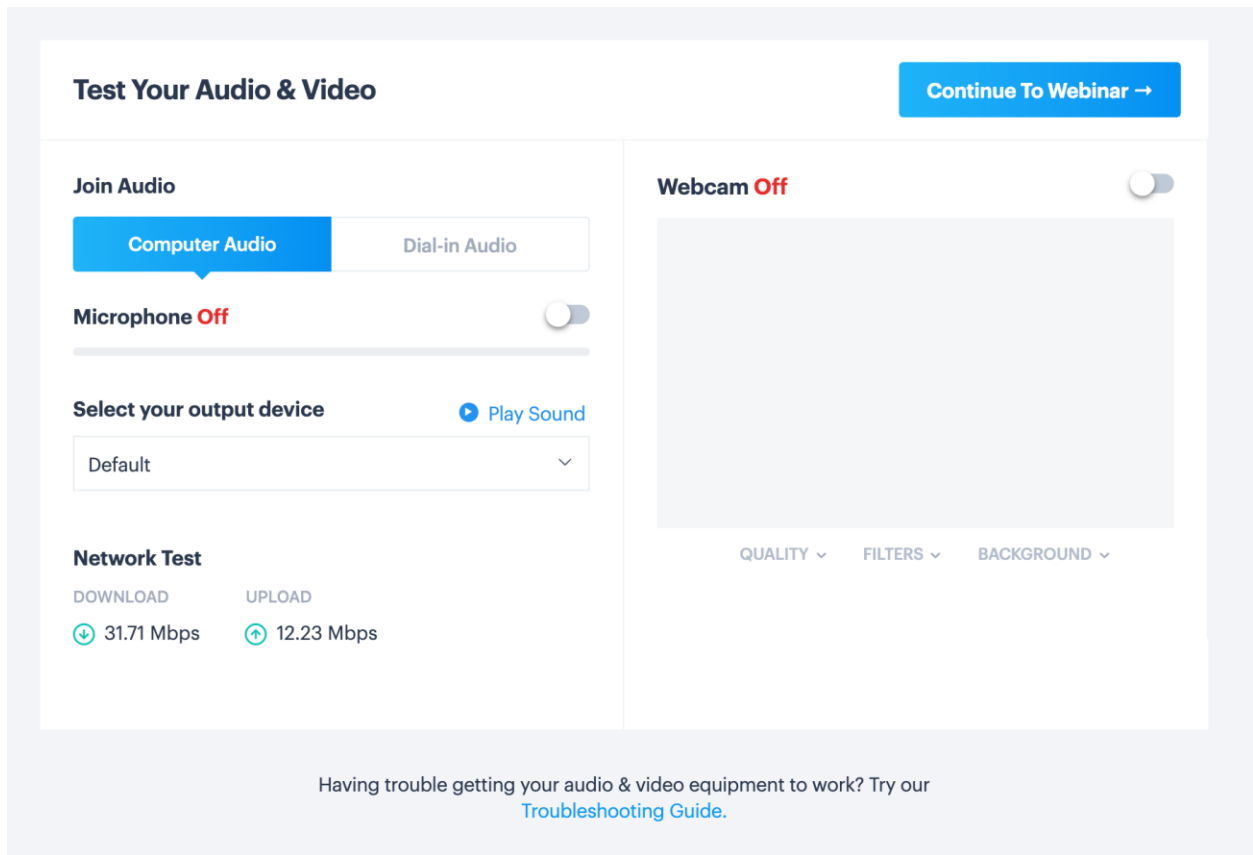 Test Your Audio & Video
Continue To Webinar →
Join Audio
Computer Audio
Dial-in Audio
Microphone Off
Select your output device
Play Sound
Default
Network Test
DOWNLOAD
UPLOAD
31.71 Mbps
12.23 Mbps
Webcam Off
QUALITY
FILTERS
BACKGROUND
Having trouble getting your audio & video equipment to work? Try our
Troubleshooting Guide.